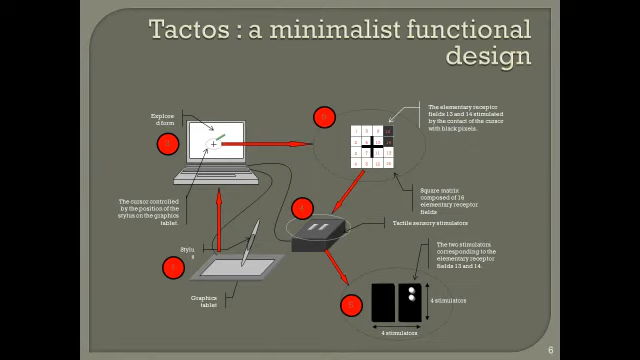 Tactos : a minimalist functional
design
Explore
d form
The elementary receptor
fields 13 and 14 stimulated
by the contact of the cursor
with black pixels.
The cursor controlled
by the position of the
stylus on the graphics
tablet.
Square matrix
composed of 16
elementary receptor
fields
Tactile sensory stimulators
Stylu
s
The two stimulators
corresponding to the
elementary receptor
fields 13 and 14.
Graphics
tablet
4 stimulators
4 stimulators
6